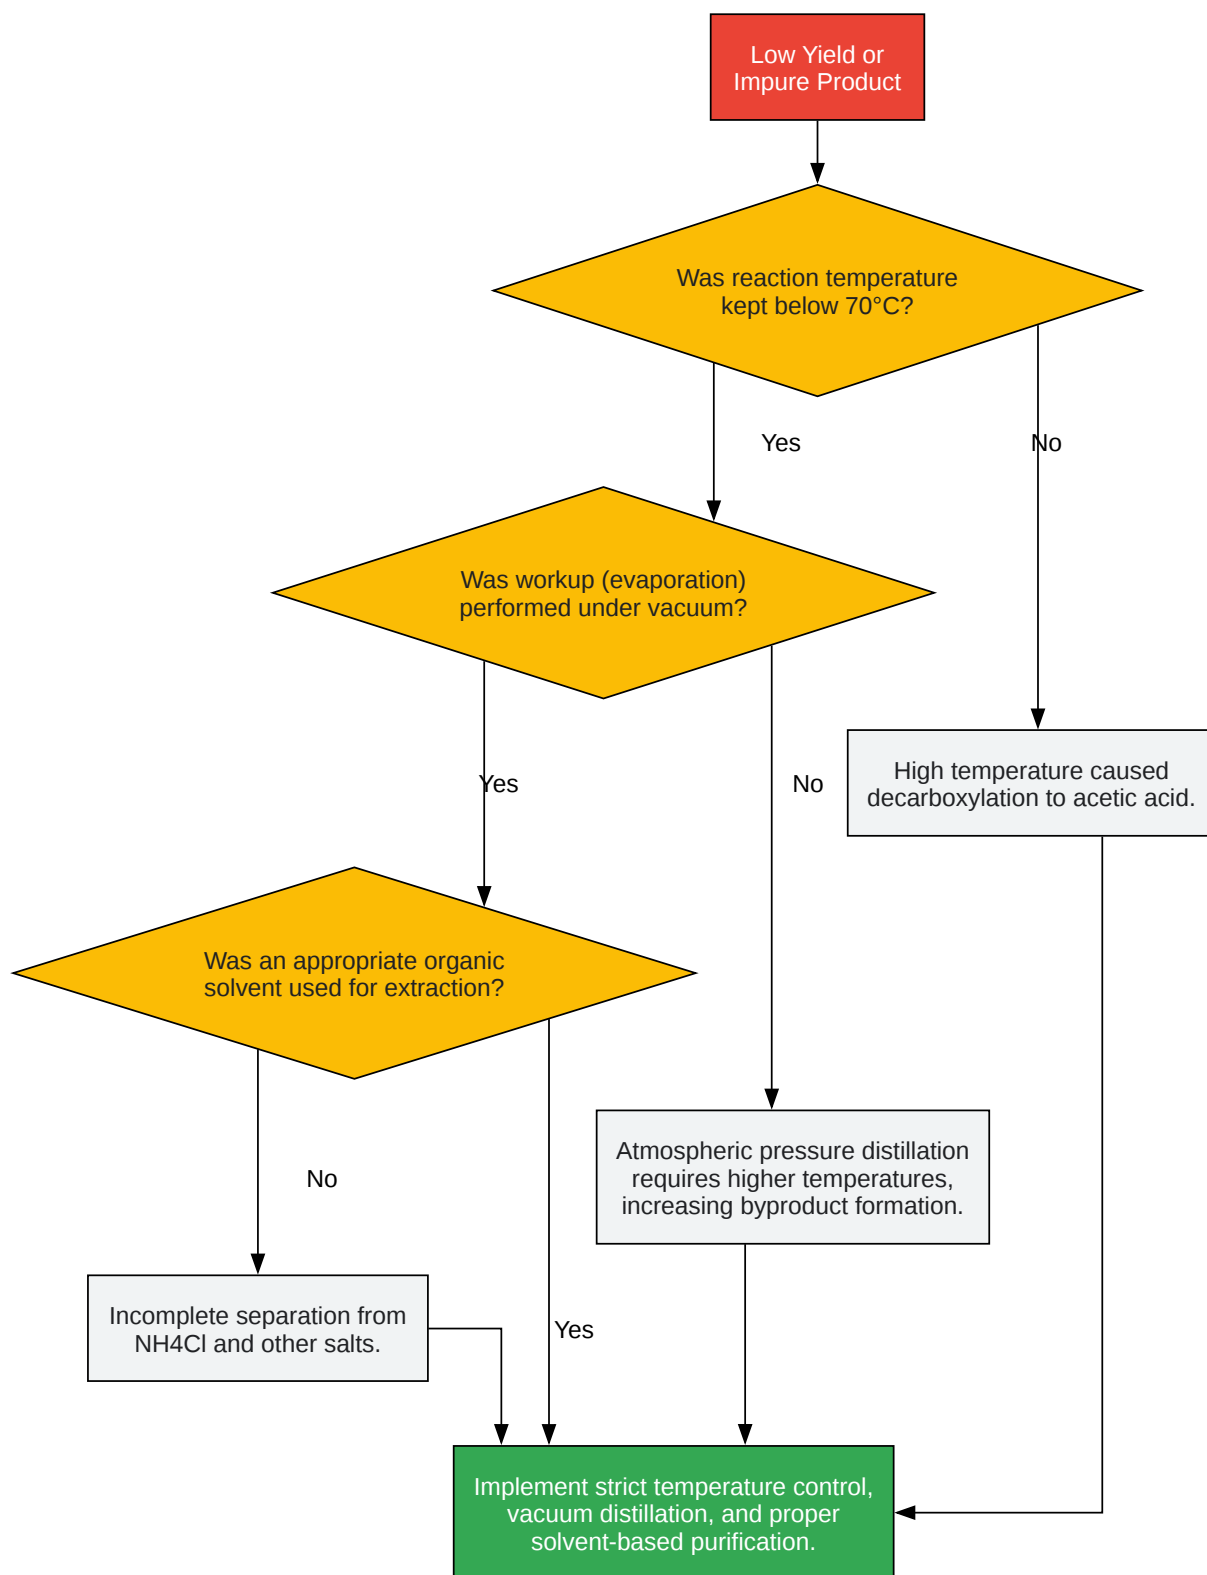 Low Yield or
Impure Product
Was reaction temperature
kept below 70°C?
Yes
No
Was workup (evaporation)
performed under vacuum?
High temperature caused
decarboxylation to acetic acid.
Yes
No
Was an appropriate organic
solvent used for extraction?
Atmospheric pressure distillation
requires higher temperatures,
increasing byproduct formation.
No
Incomplete separation from
NH4Cl and other salts.
Yes
Implement strict temperature control,
vacuum distillation, and proper
solvent-based purification.